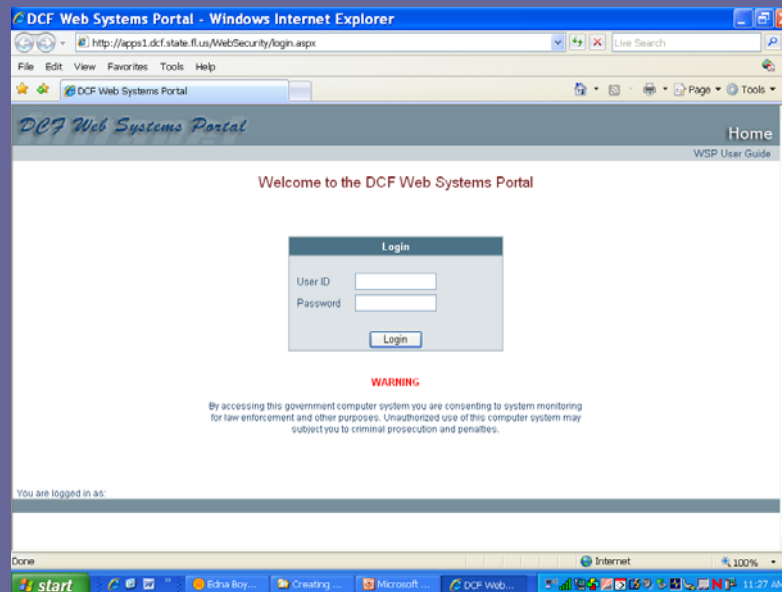 DCF Web Systems Portal - Windows Internet Explorer
http://apps1.dcf.state.fl.us/WebSecurity/login.aspx
Live Search
File Edit View Favorites Tools Help
DCF Web Systems Portal
Page Tools
DCF Web Systems Portal
Home
WSP User Guide
Welcome to the DCF Web Systems Portal
Login
User ID
Password
Login
WARNING
By accessing this government computer system you are consenting to system monitoring
for law enforcement and other purposes. Unauthorized use of this computer system may
subject you to criminal prosecution and penalties.
You are logged in as:
Done
Internet
100%
start
Edna Boy...
Creating ...
Microsoft ...
DCF Web...
11:27 AM